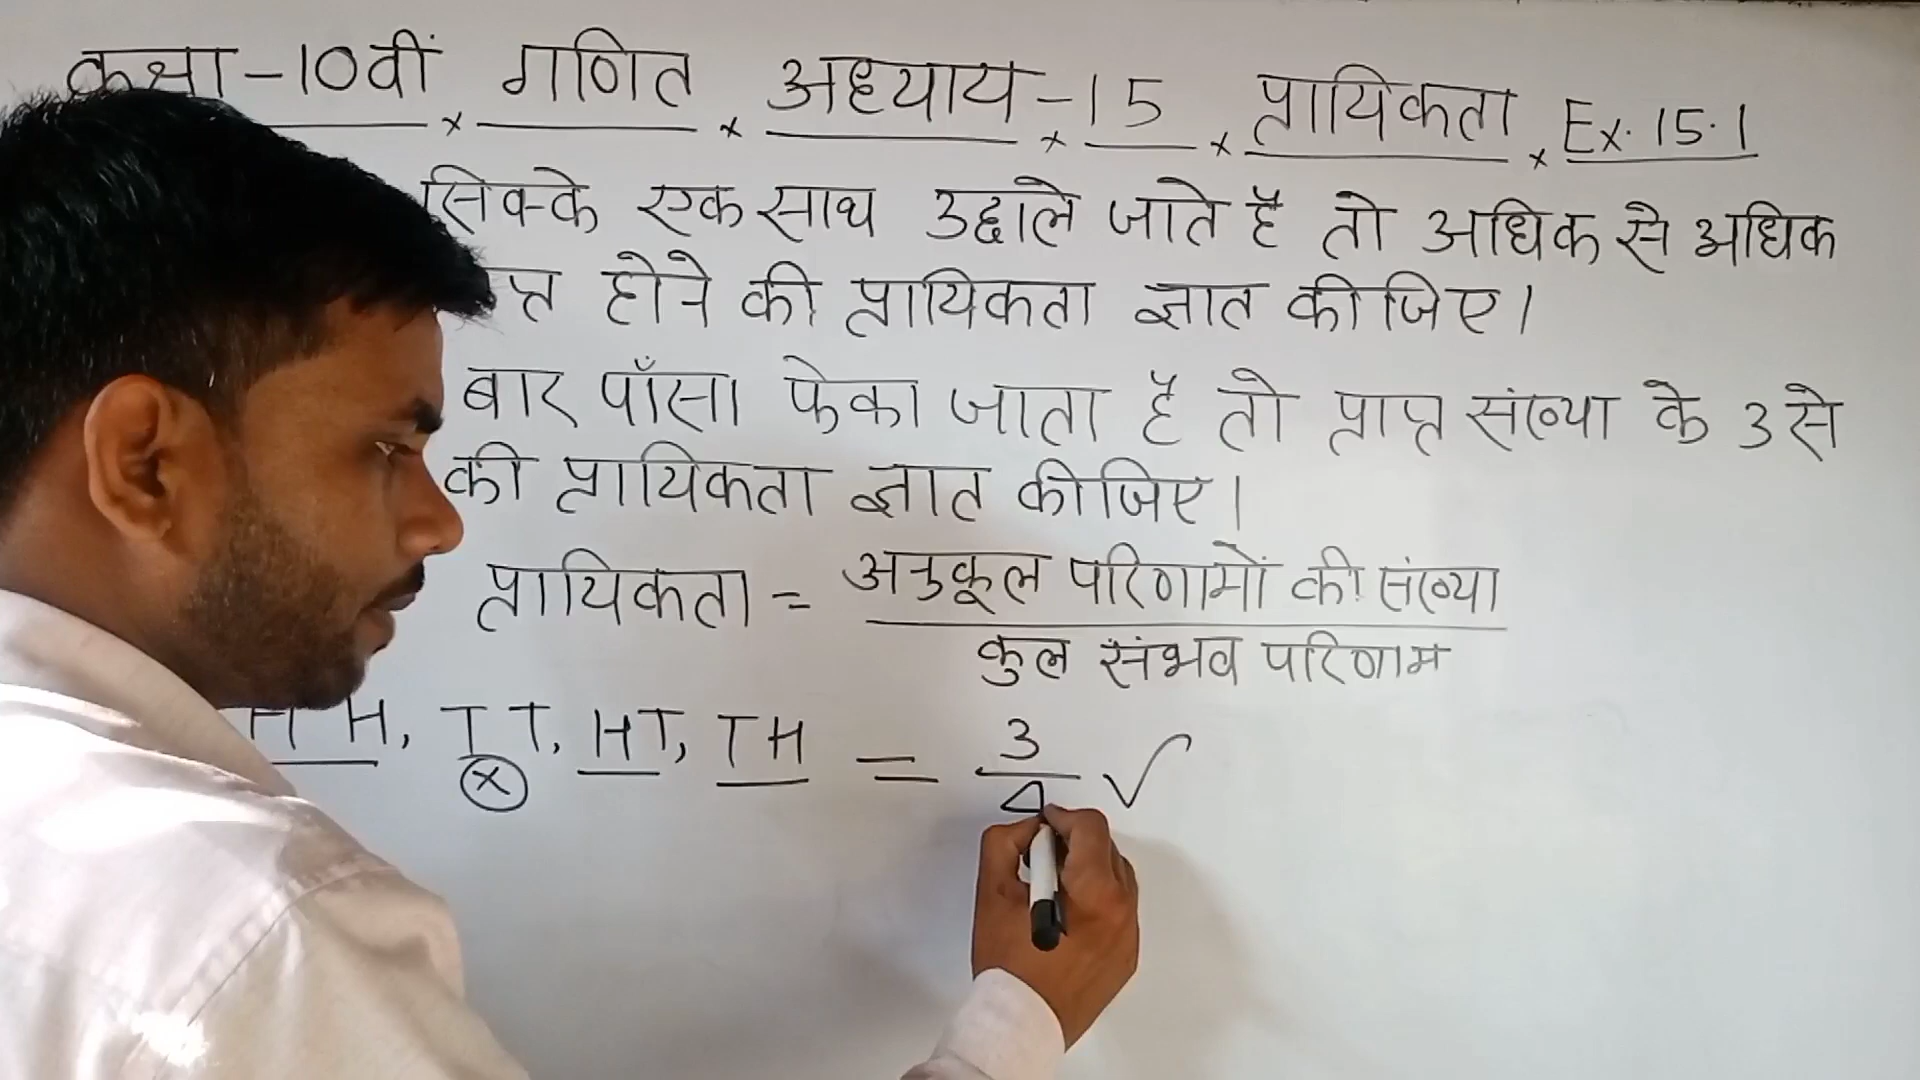 कक्षा-10वीं गणित अध्याय-15 प्रायिकता Ex. 15.1
सिक्के एक साथ उछाले जाते है तो अधिक से अधिक
होने की प्रायिकता ज्ञात कीजिए।
बार पाँसा फेका जाता है तो प्राप्त संख्या के 3 से
की प्रायिकता ज्ञात कीजिए।
प्रायिकता = अनुकूल परिणामों की संख्या
कुल संभव परिणाम
H H, T T, HT, TH = 3/4 ✓